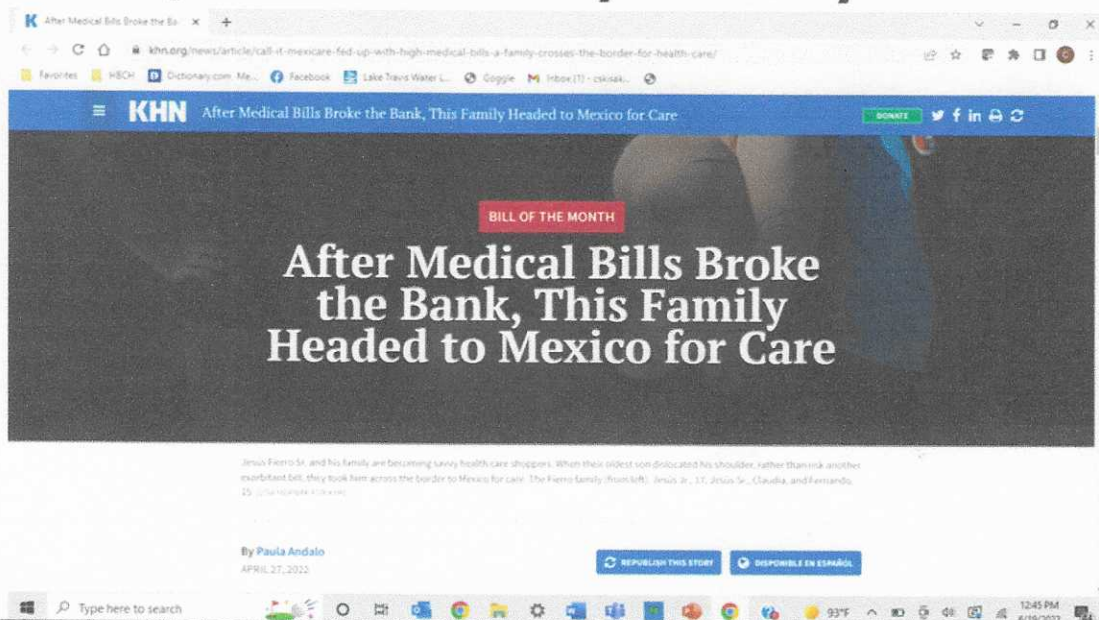 After Medical Bills Broke the Ba
khn.org/news/article/call-it-mexicare-fed-up-with-high-medical-bills-a-family-crosses-the-border-for-health-care/
Favorites HBCH Dictionary.com Me... Facebook Lake Travis Water L... Google Inbox (1) - cskisak...
KHN After Medical Bills Broke the Bank, This Family Headed to Mexico for Care DONATE
BILL OF THE MONTH
After Medical Bills Broke
the Bank, This Family
Headed to Mexico for Care
Jesus Fierro Sr. and his family are becoming savvy health care shoppers. When their oldest son dislocated his shoulder, rather than risk another
exorbitant bill, they took him across the border to Mexico for care. The Fierro family (from left): Jesus Jr., 17, Jesus Sr., Claudia, and Fernando,
15
By Paula Andalo
APRIL 27, 2022
REPUBLISH THIS STORY DISPONIBLE EN ESPAÑOL
Type here to search 93°F 12:45 PM
6/19/2022